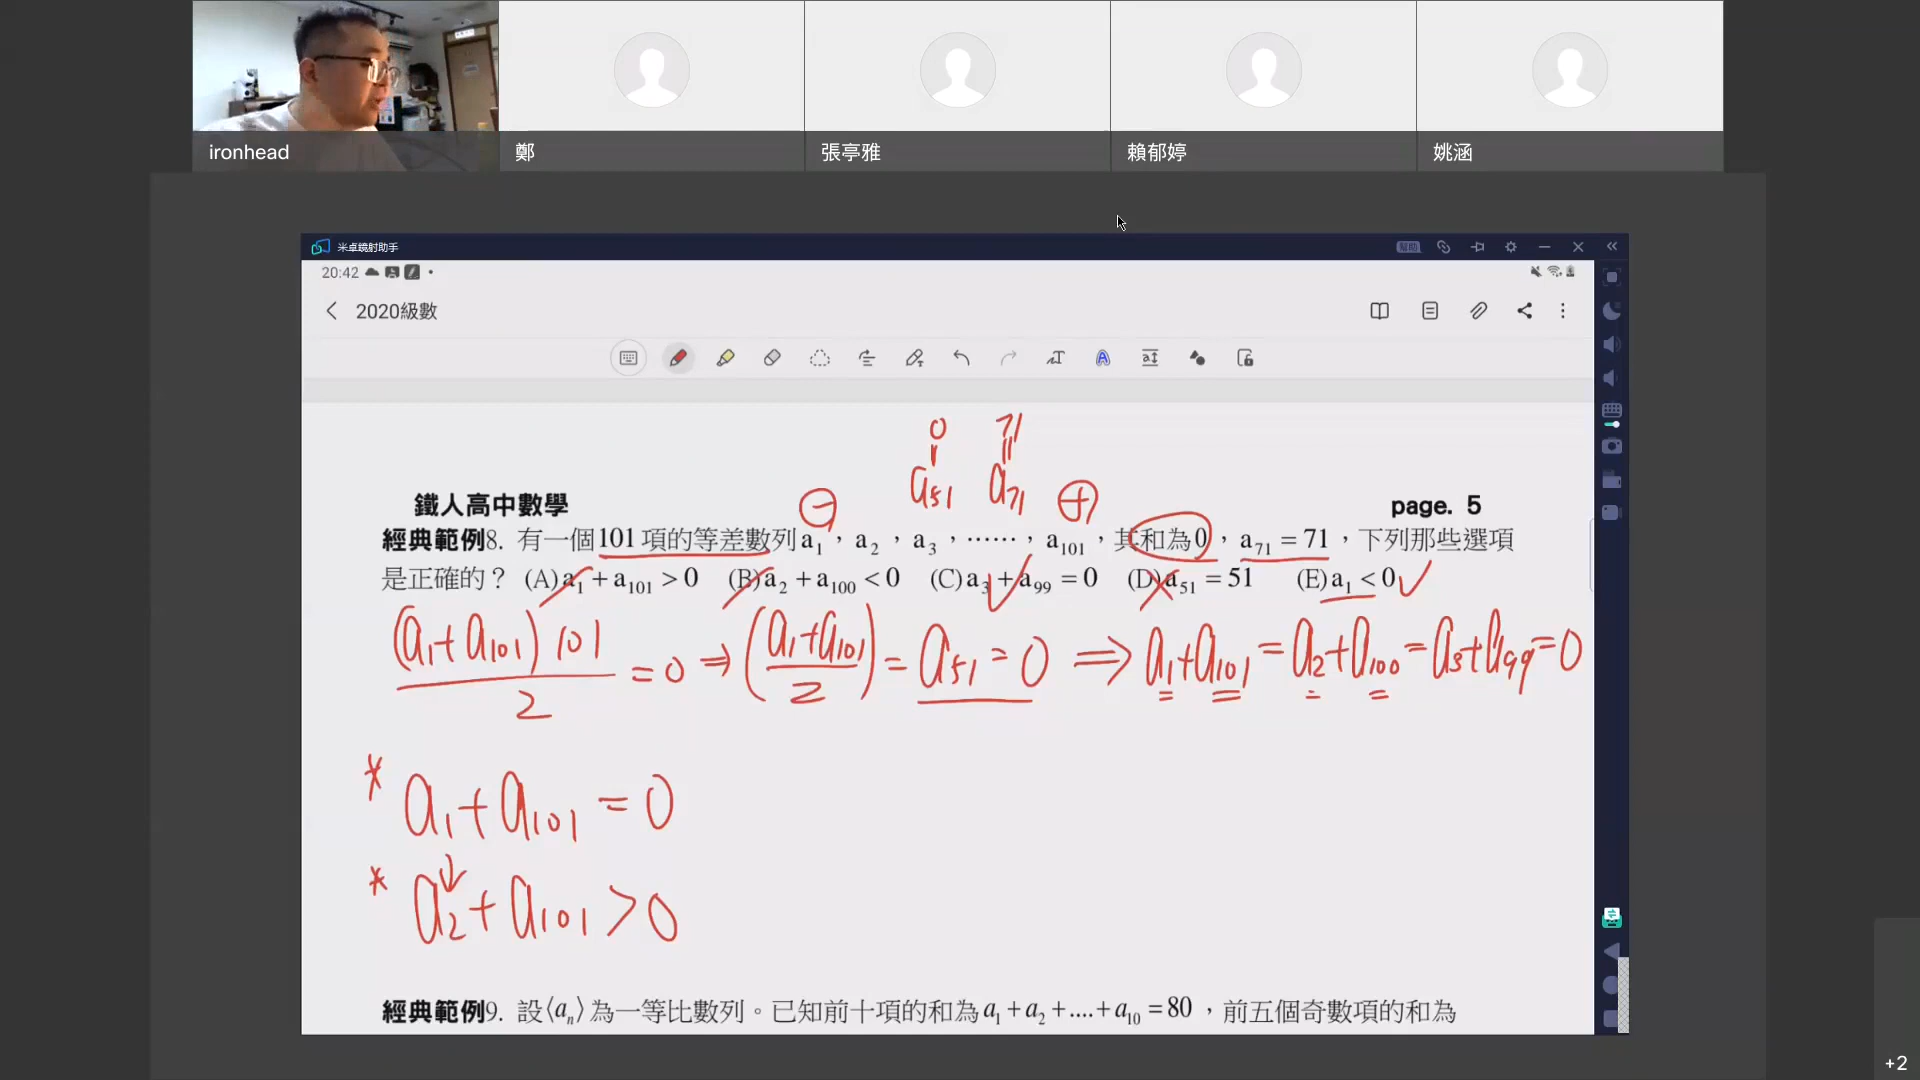 ironhead
鄭
張亭雅
賴郁婷
姚涵
米卓鏡射助手
20:42
2020級數
0 71
a51 a71
鐵人高中數學 ⊖ ⊕ page. 5
經典範例8. 有一個101 項的等差數列a1，a2，a3，⋯⋯，a101，其和為0，a71 = 71，下列那些選項
是正確的？ (A)a1 + a101 > 0 (B)a2 + a100 < 0 (C)a3 + a99 = 0 (D)a51 = 51 (E)a1 < 0
(a1+a101)101/2 = 0 ⇒ (a1+a101/2) = a51 = 0 ⇒ a1+a101 = a2+a100 = a3+a99 = 0
* a1+a101 = 0
* a2+a101 > 0
經典範例9. 設⟨an⟩為一等比數列。已知前十項的和為a1+a2+....+a10=80，前五個奇數項的和為
+2